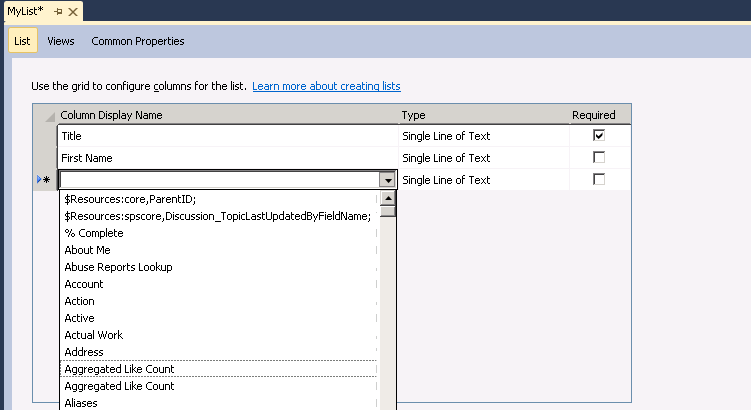 MyList*
List Views Common Properties
Use the grid to configure columns for the list. Learn more about creating lists
Column Display Name Type Required
Title Single Line of Text
First Name Single Line of Text
Single Line of Text
$Resources:core,ParentID;
$Resources:spscore,Discussion_TopicLastUpdatedByFieldName;
% Complete
About Me
Abuse Reports Lookup
Account
Action
Active
Actual Work
Address
Aggregated Like Count
Aggregated Like Count
Aliases